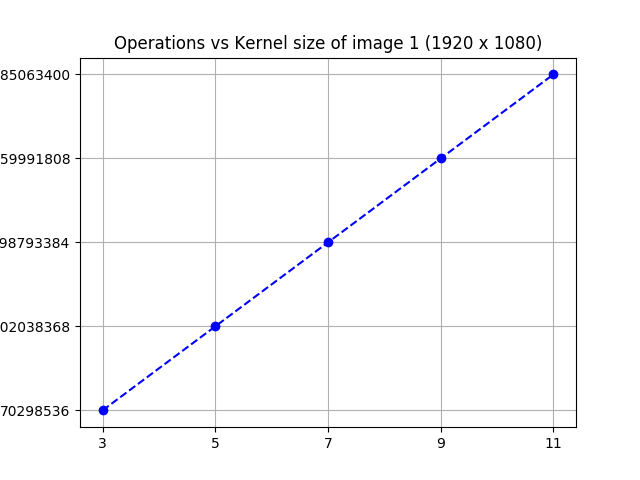 Operations vs Kernel size of image 1 (1920 x 1080)
85063400
59991808
98793384
02038368
70298536
3 5 7 9 11